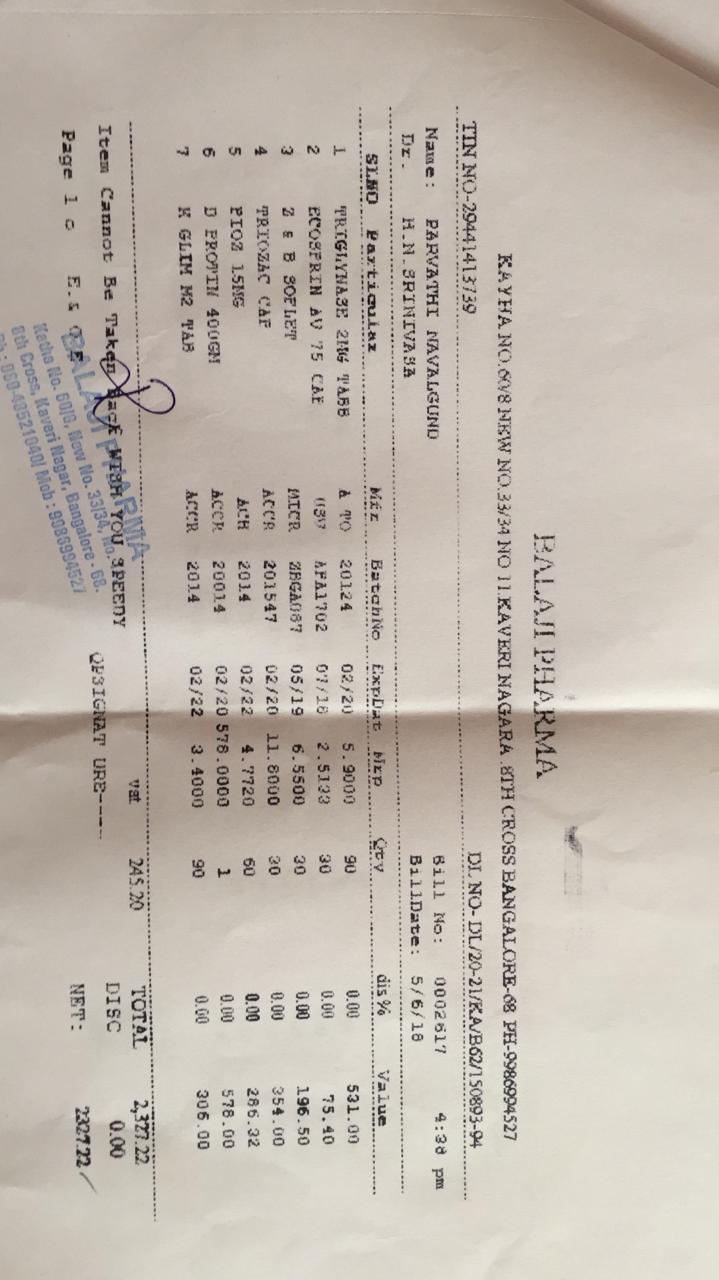 BALAJI PHARMA
KAYHA NO.60/8 NEW NO.33/34 NO 11.KAVERI NAGARA .8TH CROSS BANGALORE-68 PH-9986994527
TIN NO-29441413739 DL NO- DL/20-21/KA/B62/150893-94
Name: PARVATHI NAVALGUND Bill No: 0002617 4:38 pm
Dr. H.N.SRINIVASA BillDate: 5/6/18
SLNO Particular Mfr BatchNo ExpDat Mrp Qty dis% Value
1 TRIGLYNASE 2MG TABS A TO 20124 02/20 5.9000 90 0.00 531.00
2 ECOSPRIN AV 75 CAP USV AFA1702 07/18 2.5133 30 0.00 75.40
3 Z & B SOFLET MICR ZBGA087 05/19 6.5500 30 0.00 196.50
4 TRIOZAC CAP ACCR 201547 02/20 11.8000 30 0.00 354.00
5 PIOZ 15MG ACH 2014 02/22 4.7720 60 0.00 286.32
6 D PROTIN 400GM ACCR 20014 02/20 578.0000 1 0.00 578.00
7 K GLIM M2 TAB ACCR 2014 02/22 3.4000 90 0.00 306.00
vat 245.20 TOTAL 2,327.22
Item Cannot Be Taken Back WISH YOU SPEEDY DISC 0.00
QPSIGNAT URE----
Page 1 o E.& O E NET: 2327.22
BALAJI PHARMA
Katha No. 60/8, New No. 33/34, No.
8th Cross, Kaveri Nagar, Bangalore - 68.
Ph : 080-40521040/ Mob : 9986994527